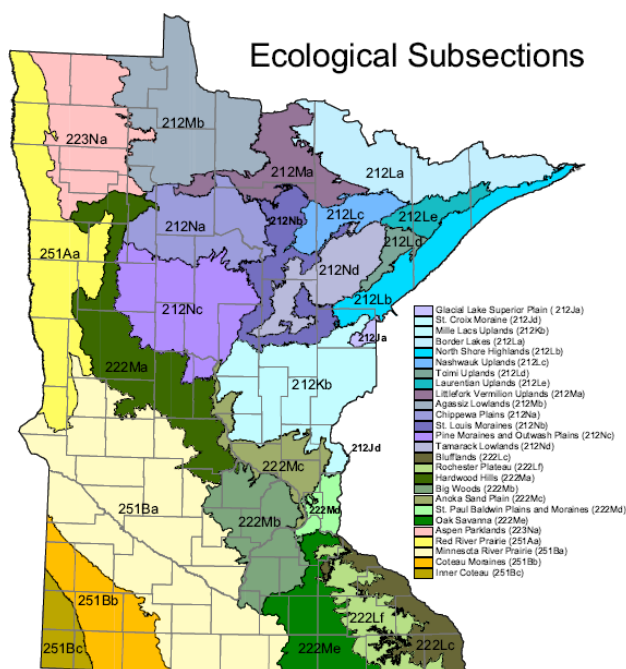 Ecological Subsections
223Na
212Mb
212Ma
212La
212Na
212Nb
212Lc
212Le
212Ld
251Aa
212Nd
212Nc
212Lb
212Ja
222Ma
212Kb
212Jd
222Mc
251Ba
222Mb
222Md
251Bb
222Lf
251Bc
222Me
222Lc
Glacial Lake Superior Plain (212Ja)
St. Croix Moraine (212Jd)
Mille Lacs Uplands (212Kb)
Border Lakes (212La)
North Shore Highlands (212Lb)
Nashwauk Uplands (212Lc)
Toimi Uplands (212Ld)
Laurentian Uplands (212Le)
Littlefork Vermilion Uplands (212Ma)
Agassiz Lowlands (212Mb)
Chippewa Plains (212Na)
St. Louis Moraines (212Nb)
Pine Moraines and Outwash Plains (212Nc)
Tamarack Lowlands (212Nd)
Blufflands (222Lc)
Rochester Plateau (222Lf)
Hardwood Hills (222Ma)
Big Woods (222Mb)
Anoka Sand Plain (222Mc)
St. Paul Baldwin Plains and Moraines (222Md)
Oak Savanna (222Me)
Aspen Parklands (223Na)
Red River Prairie (251Aa)
Minnesota River Prairie (251Ba)
Coteau Moraines (251Bb)
Inner Coteau (251Bc)